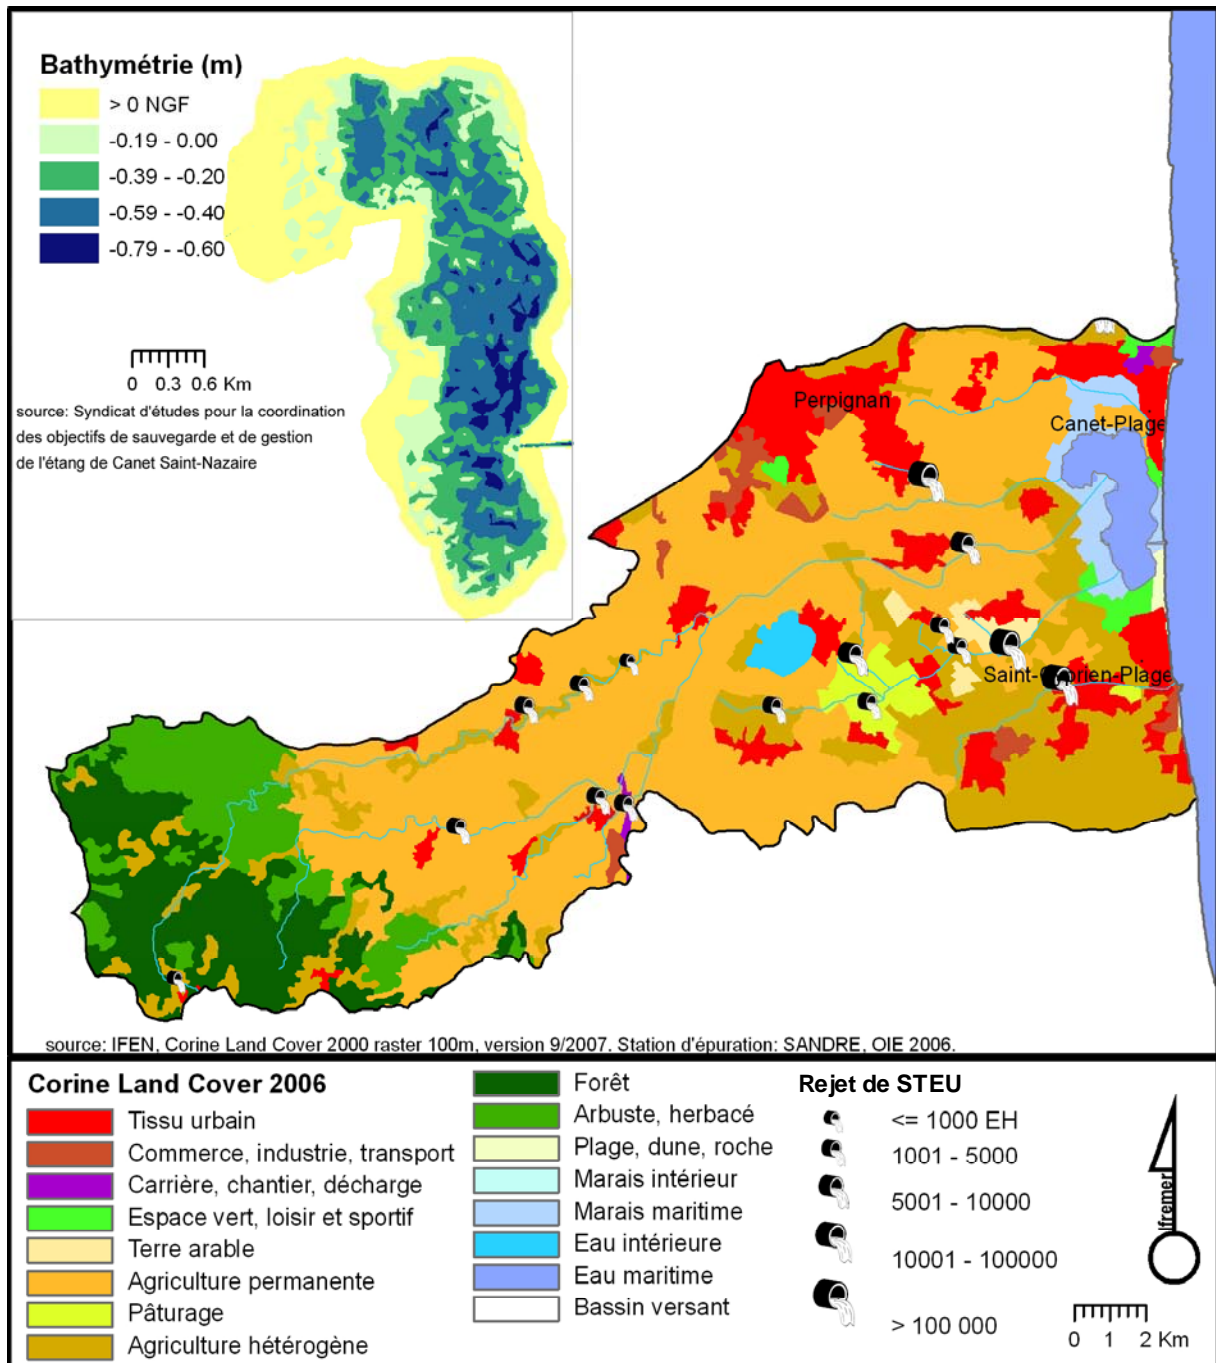 Bathymétrie (m)
> 0 NGF
-0.19 - 0.00
-0.39 - -0.20
-0.59 - -0.40
-0.79 - -0.60
0 0.3 0.6 Km
source: Syndicat d'études pour la coordination
des objectifs de sauvegarde et de gestion
de l'étang de Canet Saint-Nazaire
Perpignan
Canet-Plage
Saint-Cyprien-Plage
source: IFEN, Corine Land Cover 2000 raster 100m, version 9/2007. Station d'épuration: SANDRE, OIE 2006.
Corine Land Cover 2006
Tissu urbain
Commerce, industrie, transport
Carrière, chantier, décharge
Espace vert, loisir et sportif
Terre arable
Agriculture permanente
Pâturage
Agriculture hétérogène
Forêt
Arbuste, herbacé
Plage, dune, roche
Marais intérieur
Marais maritime
Eau intérieure
Eau maritime
Bassin versant
Rejet de STEU
<= 1000 EH
1001 - 5000
5001 - 10000
10001 - 100000
> 100 000
Ifremer
0 1 2 Km